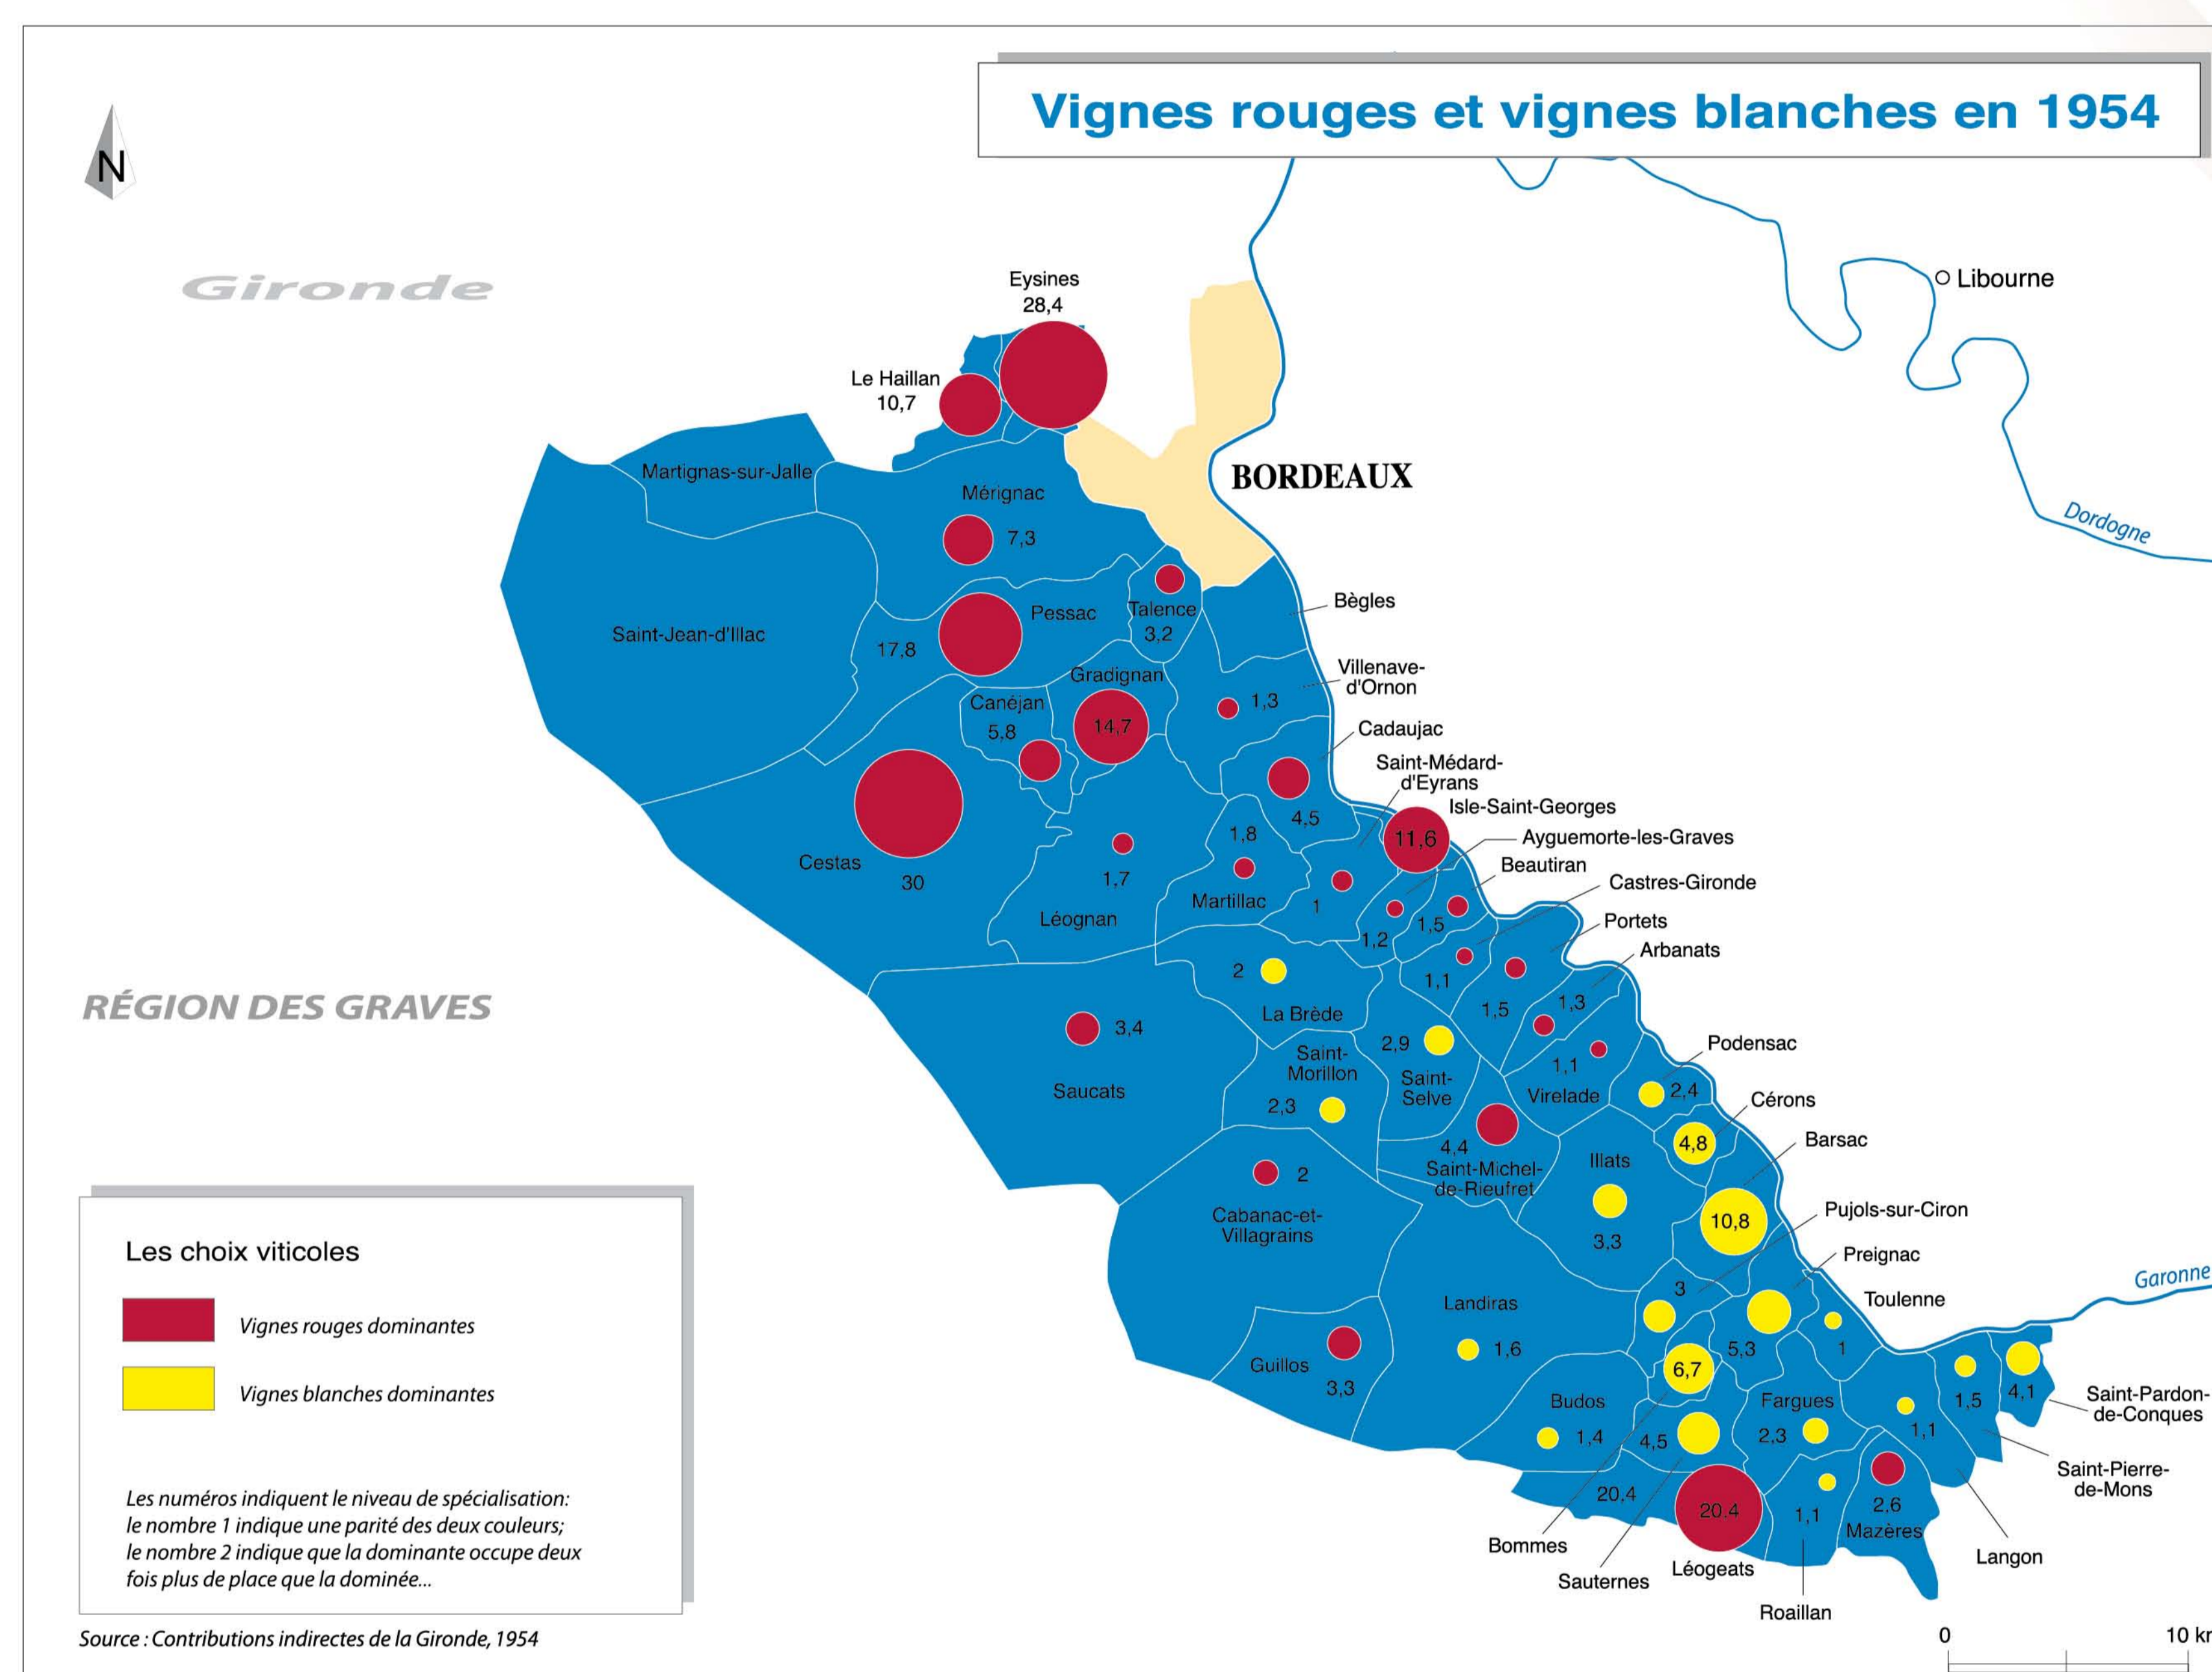 Vignes rouges et vignes blanches en 1954
N
Gironde
Libourne
Eysines
28,4
Le Haillan
10,7
BORDEAUX
Martignas-sur-Jalle
Mérignac
7,3
Dordogne
Saint-Jean-d'Illac
Pessac
17,8
Talence
3,2
Bègles
Gradignan
14,7
Villenave-
d'Ornon
1,3
Canéjan
5,8
Cadaujac
4,5
Saint-Médard-
d'Eyrans
Isle-Saint-Georges
11,6
Ayguemorte-les-Graves
Beautiran
Castres-Gironde
Portets
Arbanats
Cestas
30
1,7
Léognan
1,8
Martillac
1
1,2
1,5
1,1
1,5
1,3
RÉGION DES GRAVES
2
La Brède
3,4
Saucats
2,9
Saint-
Selve
Saint-
Morillon
2,3
1,1
Virelade
Podensac
2,4
Cérons
4,8
Barsac
10,8
4,4
Saint-Michel-
de-Rieufret
Illats
3,3
2
Cabanac-et-
Villagrains
Pujols-sur-Ciron
3
Preignac
5,3
Toulenne
1
Garonne
Landiras
1,6
Guillos
3,3
6,7
Budos
1,4
4,5
Fargues
2,3
1,1
1,5
4,1
Saint-Pardon-
de-Conques
Saint-Pierre-
de-Mons
Langon
20,4
20,4
1,1
2,6
Mazères
Bommes
Sauternes
Léogeats
Roaillan
Les choix viticoles
Vignes rouges dominantes
Vignes blanches dominantes
Les numéros indiquent le niveau de spécialisation:
le nombre 1 indique une parité des deux couleurs;
le nombre 2 indique que la dominante occupe deux
fois plus de place que la dominée...
Source : Contributions indirectes de la Gironde, 1954
0 10 km